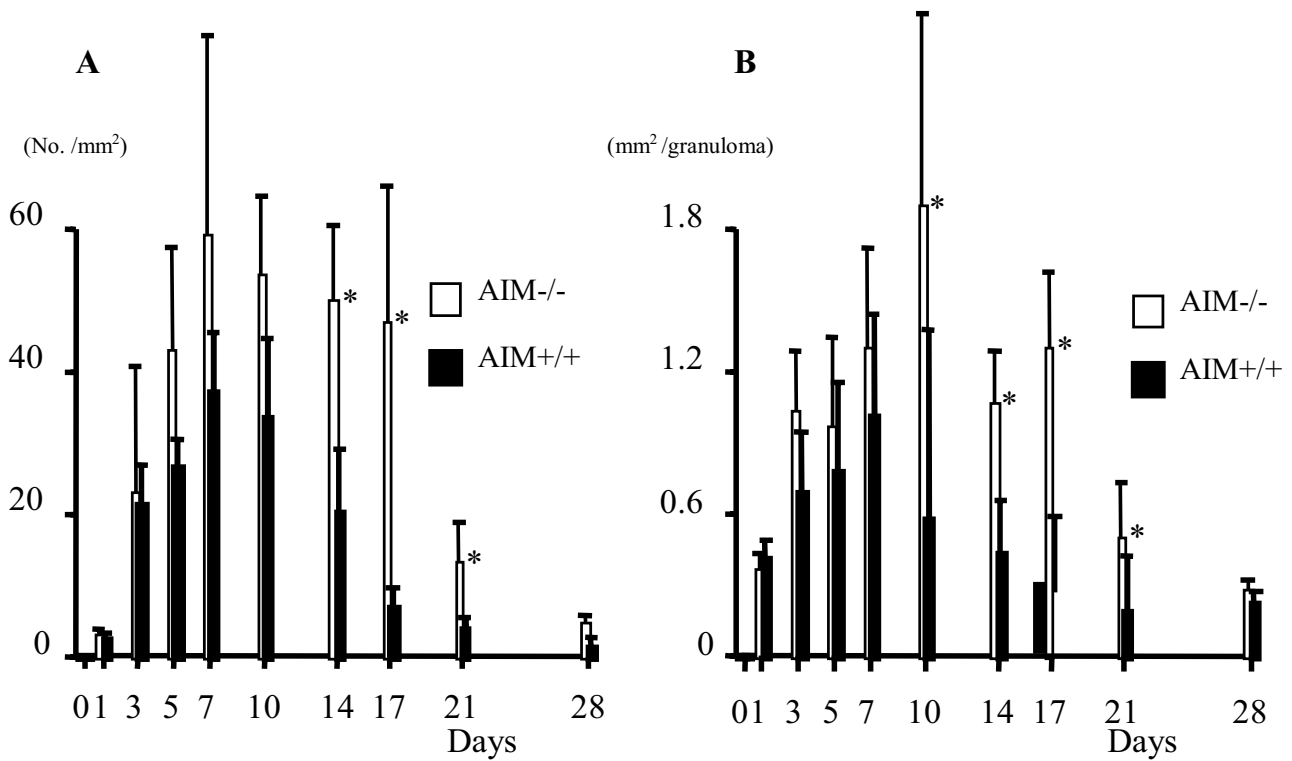 A
(No. /mm²)
60
40
20
0
AIM-/-
AIM+/+
*
*
*
01 3 5 7 10 14 17 21 28
Days
B
(mm² /granuloma)
1.8
1.2
0.6
0
AIM-/-
AIM+/+
*
*
*
*
01 3 5 7 10 14 17 21 28
Days